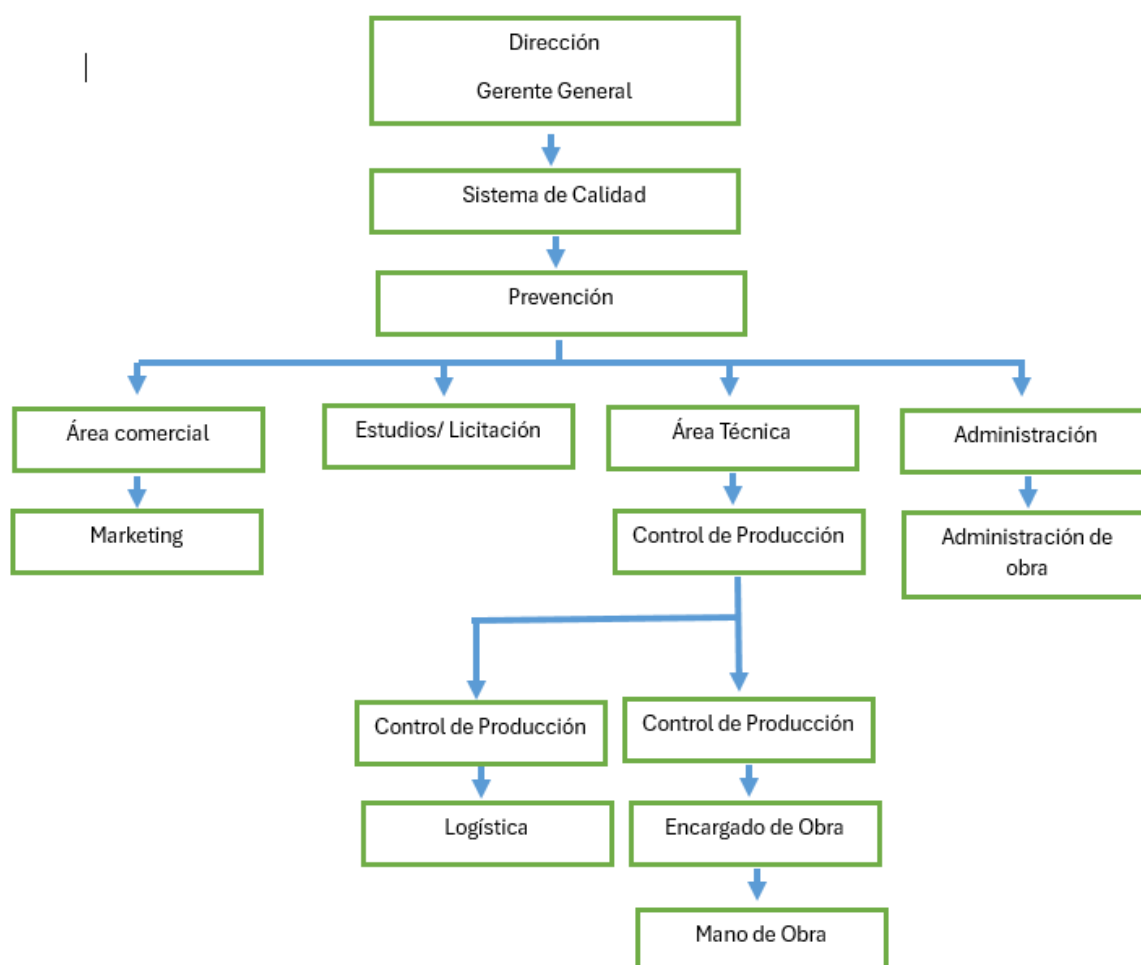 Dirección
Gerente General
Sistema de Calidad
Prevención
Área comercial
Estudios/ Licitación
Área Técnica
Administración
Marketing
Control de Producción
Administración de
obra
Control de Producción
Control de Producción
Logística
Encargado de Obra
Mano de Obra